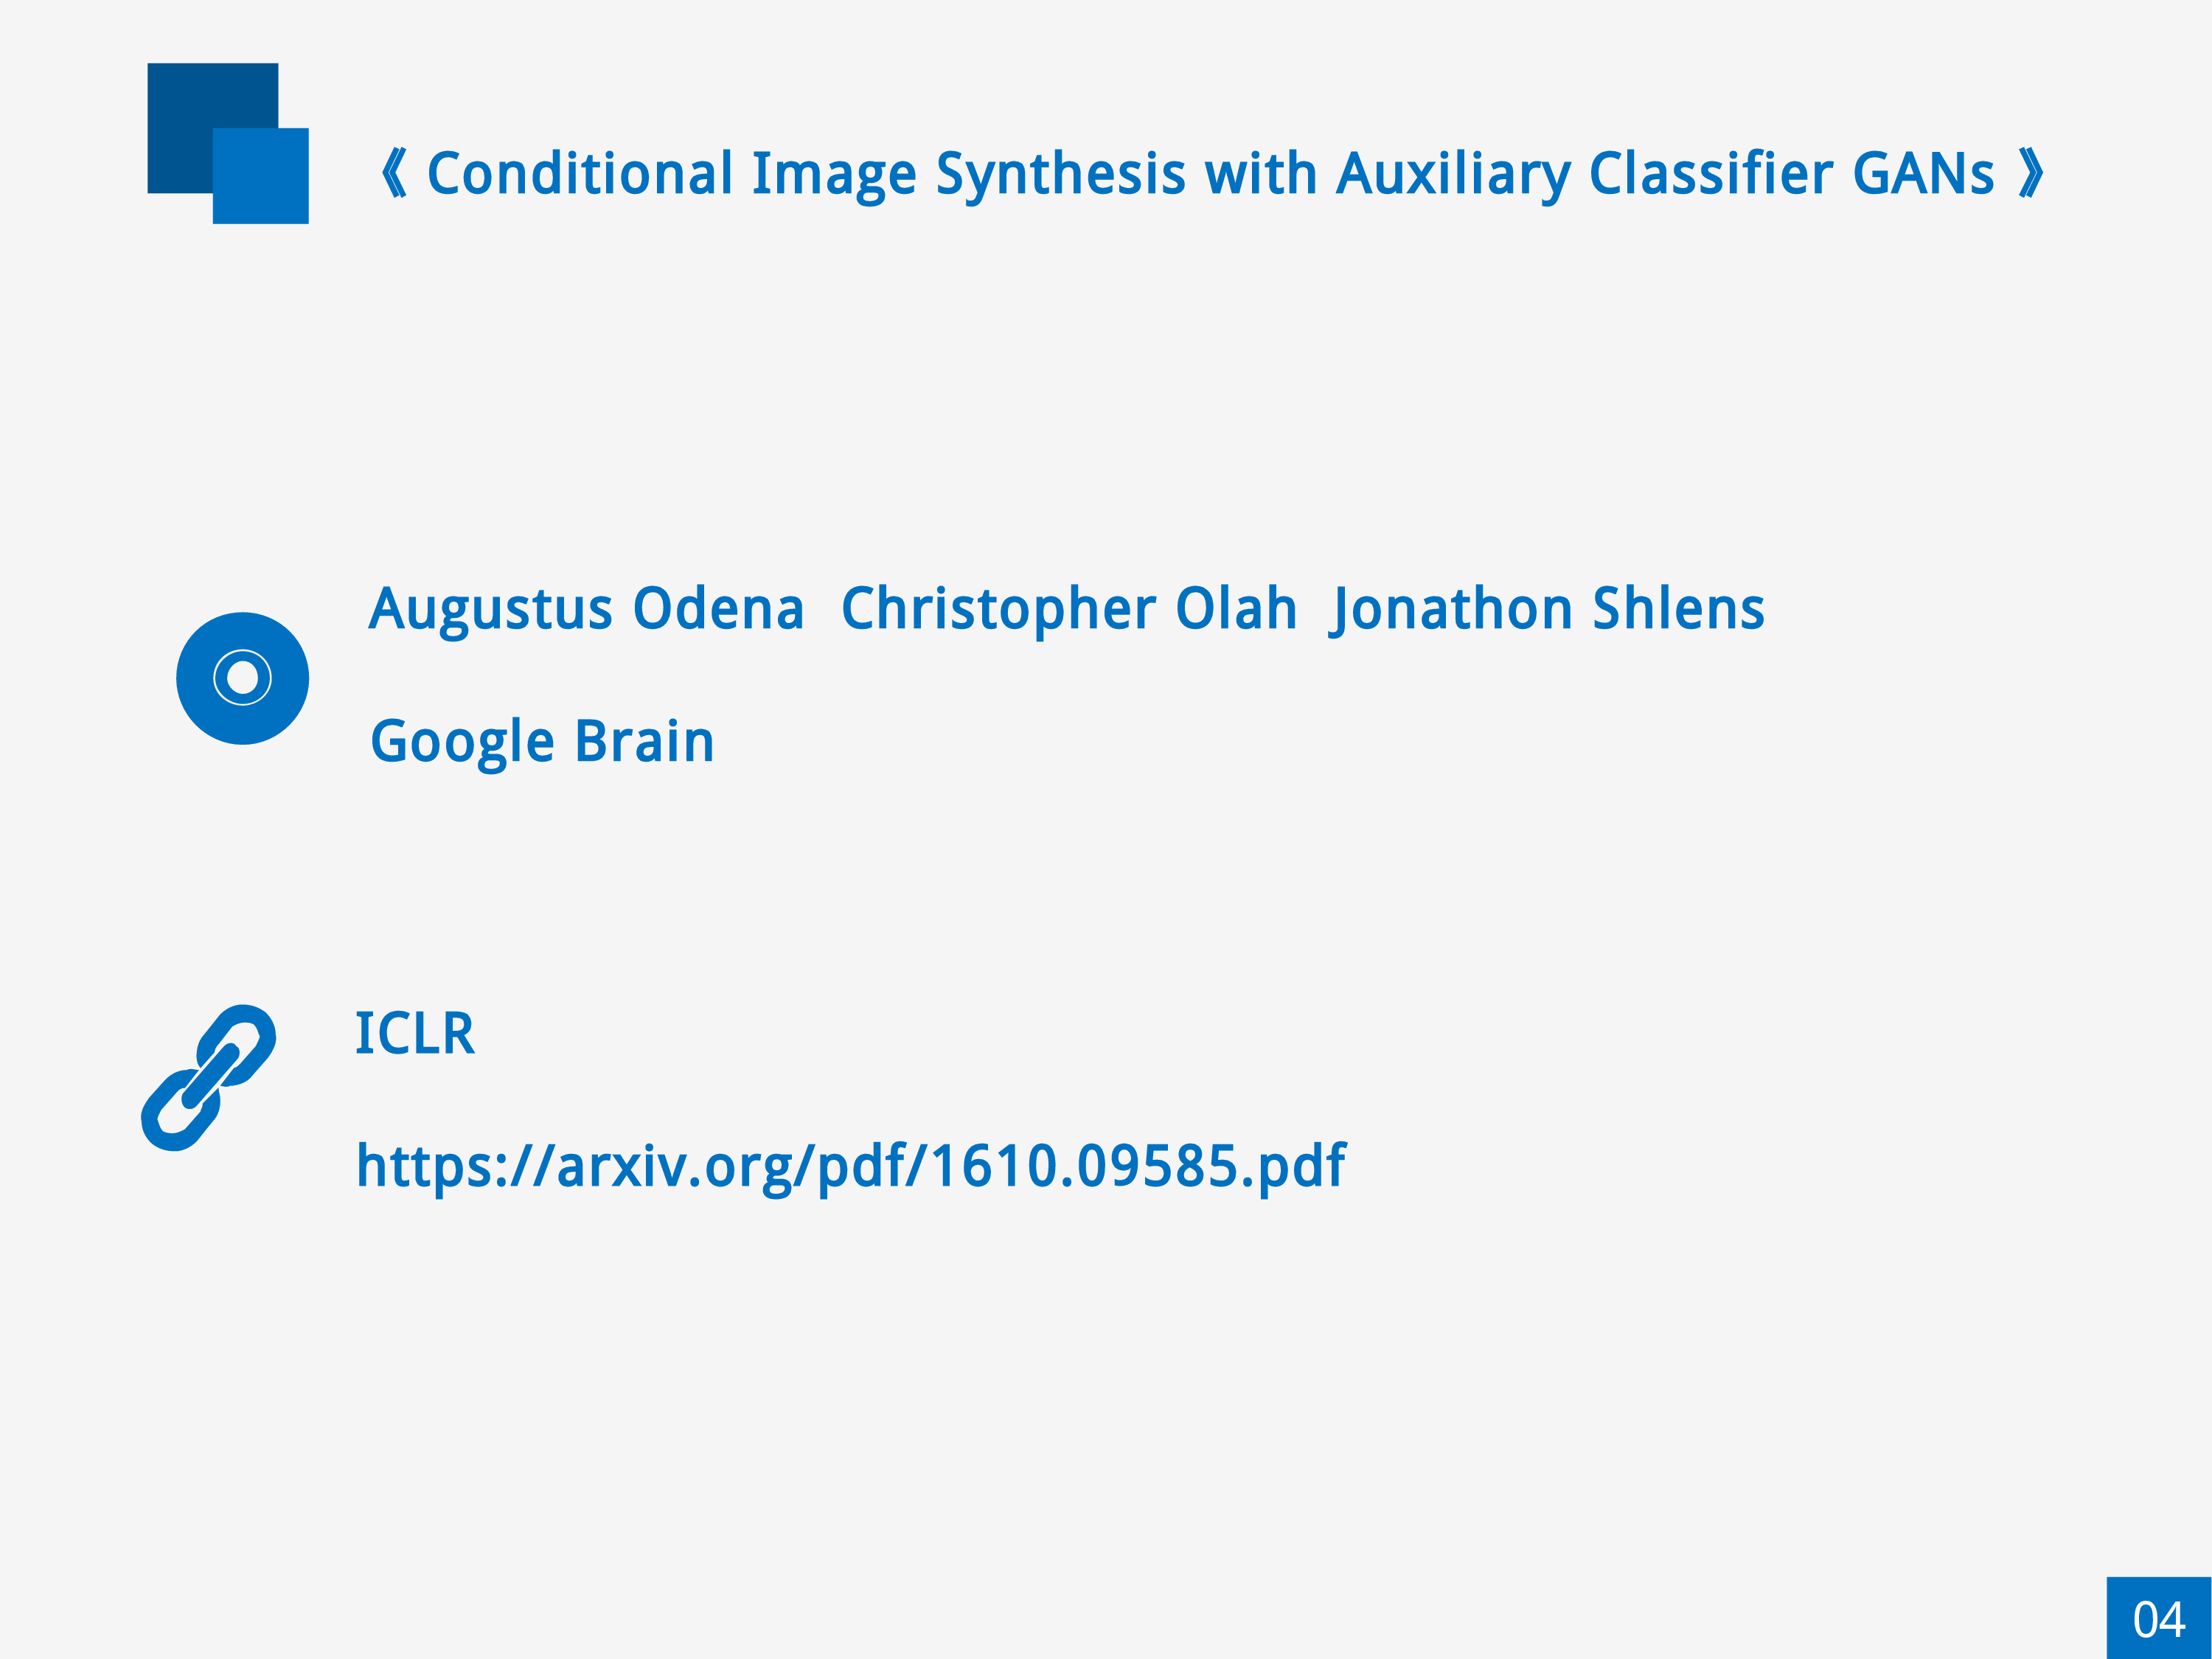 《 Conditional Image Synthesis with Auxiliary Classifier GANs 》
Augustus Odena  Christopher Olah  Jonathon Shlens
Google Brain
ICLR
https://arxiv.org/pdf/1610.09585.pdf
04